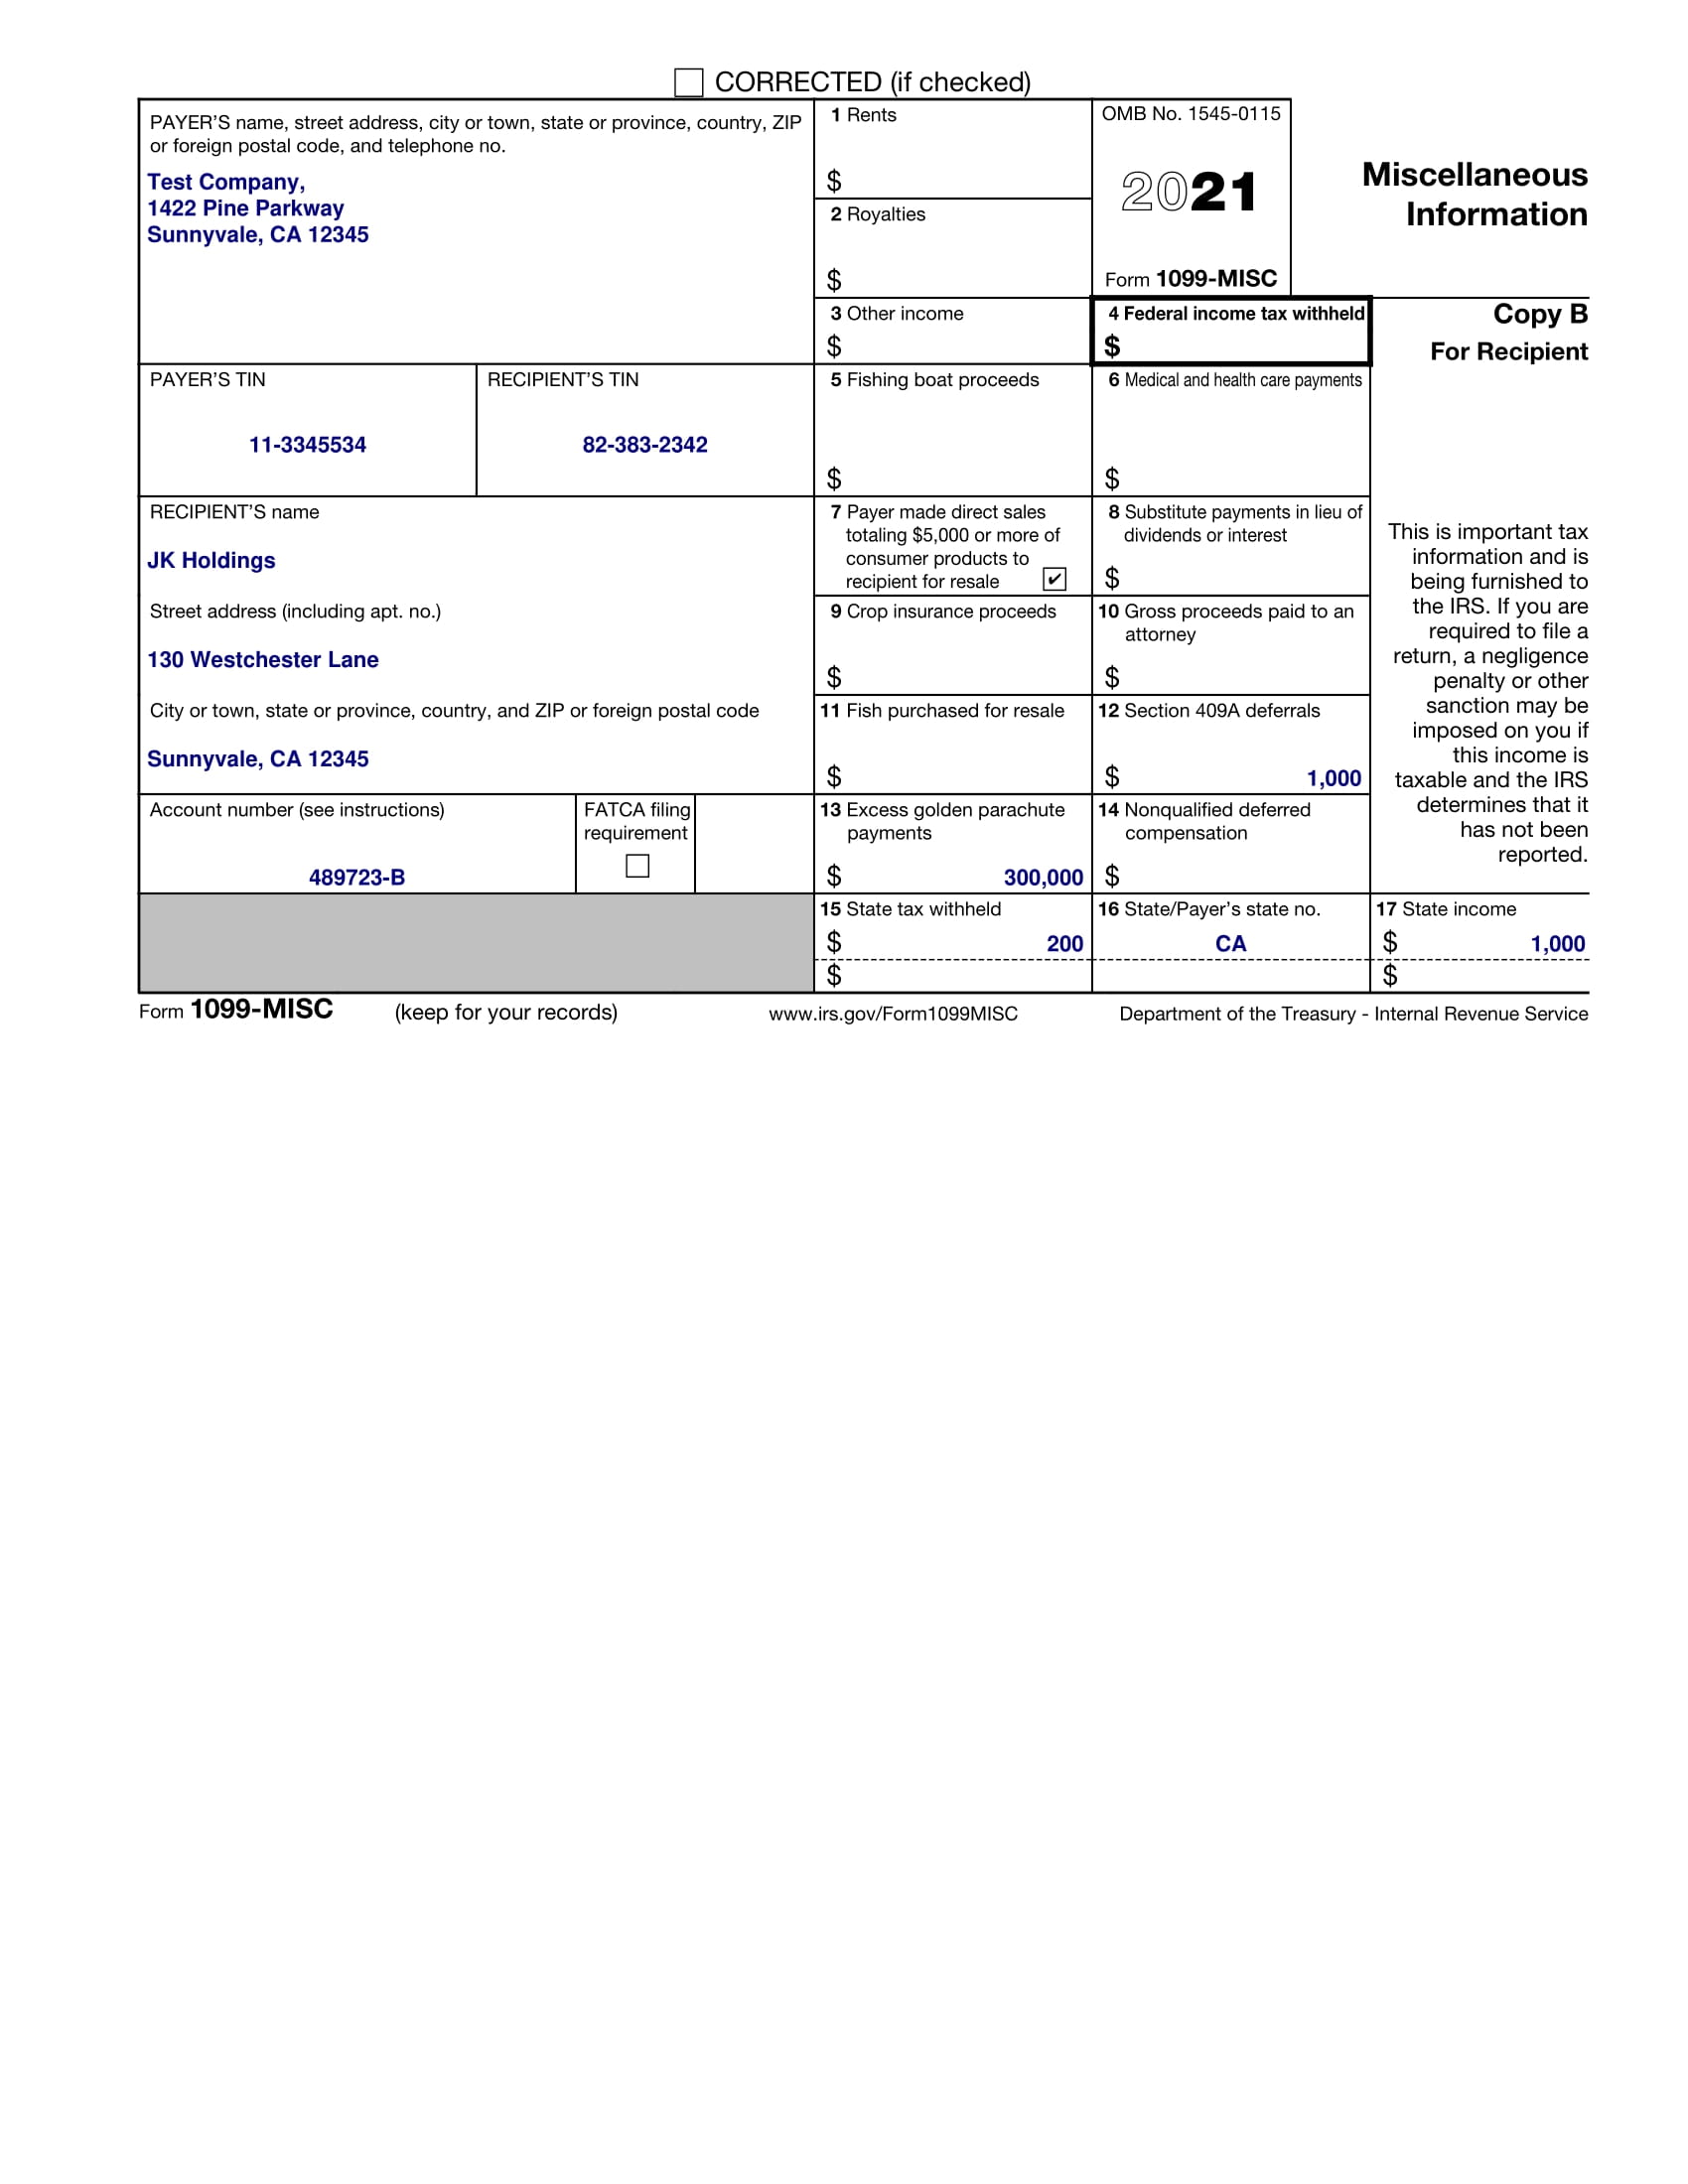 CORRECTED (if checked)
PAYER’S name, street address, city or town, state or province, country, ZIP
or foreign postal code, and telephone no.
Test Company,
1422 Pine Parkway
Sunnyvale, CA 12345
1 Rents
$
2 Royalties
$
OMB No. 1545-0115
2021
Form 1099-MISC
Miscellaneous
Information
3 Other income
$
4 Federal income tax withheld
$
Copy B
For Recipient
PAYER’S TIN
11-3345534
RECIPIENT’S TIN
82-383-2342
5 Fishing boat proceeds
$
6 Medical and health care payments
$
RECIPIENT’S name
JK Holdings
7 Payer made direct sales
totaling $5,000 or more of
consumer products to
recipient for resale ✔
8 Substitute payments in lieu of
dividends or interest
$
This is important tax
information and is
being furnished to
the IRS. If you are
required to file a
return, a negligence
penalty or other
sanction may be
imposed on you if
this income is
taxable and the IRS
determines that it
has not been
reported.
Street address (including apt. no.)
130 Westchester Lane
9 Crop insurance proceeds
$
10 Gross proceeds paid to an
attorney
$
City or town, state or province, country, and ZIP or foreign postal code
Sunnyvale, CA 12345
11 Fish purchased for resale
$
12 Section 409A deferrals
$ 1,000
Account number (see instructions)
489723-B
FATCA filing
requirement
13 Excess golden parachute
payments
$ 300,000
14 Nonqualified deferred
compensation
$
15 State tax withheld
$ 200
$
16 State/Payer’s state no.
CA
17 State income
$ 1,000
$
Form 1099-MISC (keep for your records) www.irs.gov/Form1099MISC Department of the Treasury - Internal Revenue Service